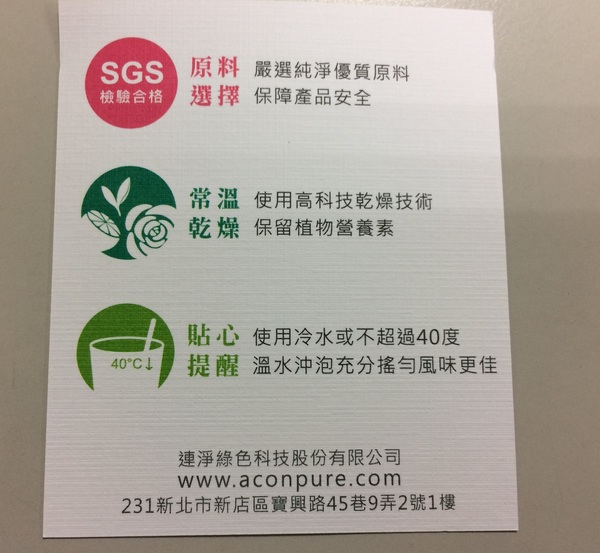 SGS
檢驗合格
原料
選擇
嚴選純淨優質原料
保障產品安全
常溫
乾燥
使用高科技乾燥技術
保留植物營養素
40°C↓
貼心
提醒
使用冷水或不超過40度
溫水沖泡充分搖勻風味更佳
連淨綠色科技股份有限公司
www.aconpure.com
231新北市新店區寶興路45巷9弄2號1樓